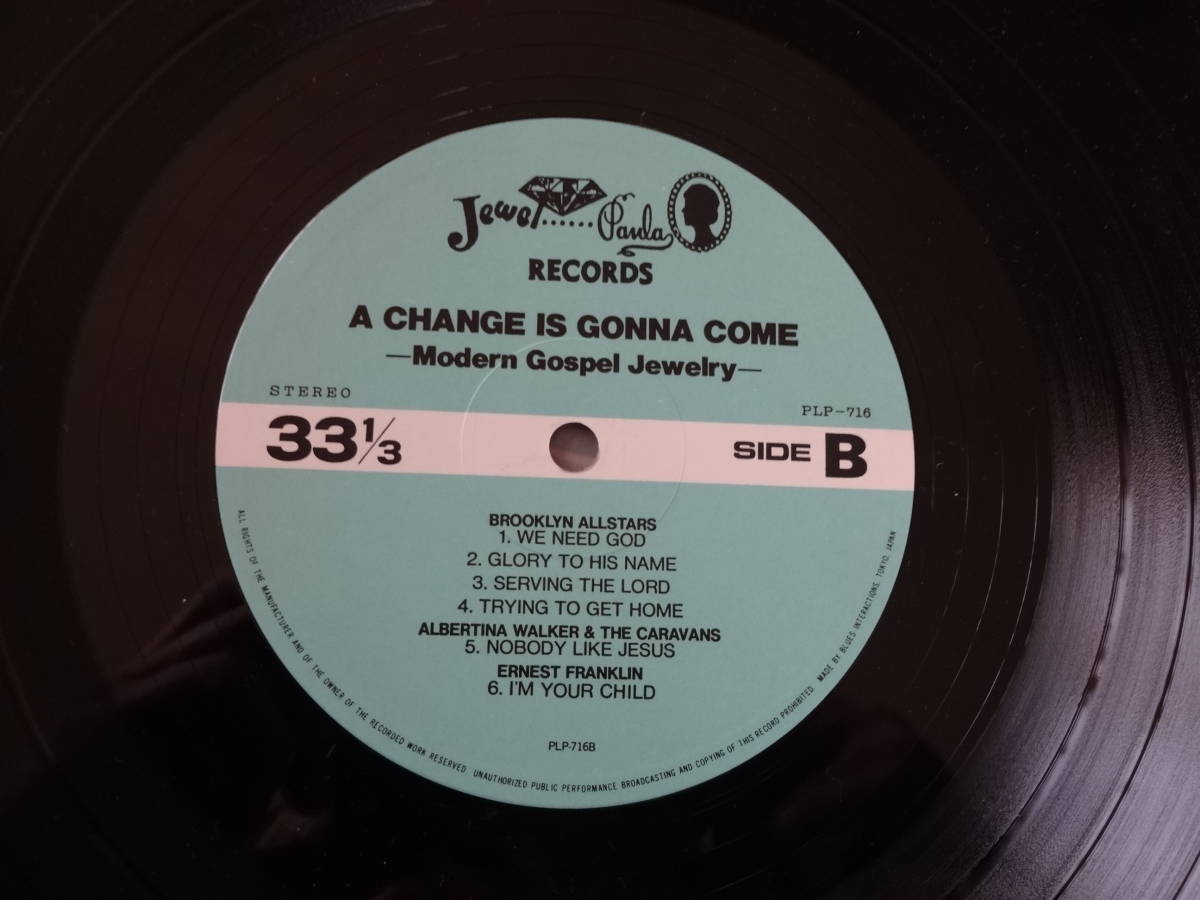 Jewel...... Paula
RECORDS
A CHANGE IS GONNA COME
—Modern Gospel Jewelry—
STEREO
PLP-716
33 1/3
SIDE B
BROOKLYN ALLSTARS
1. WE NEED GOD
2. GLORY TO HIS NAME
3. SERVING THE LORD
4. TRYING TO GET HOME
ALBERTINA WALKER & THE CARAVANS
5. NOBODY LIKE JESUS
ERNEST FRANKLIN
6. I'M YOUR CHILD
PLP-716B
ALL RIGHTS OF THE MANUFACTURER AND OF THE OWNER OF THE RECORDED WORK RESERVED. UNAUTHORIZED PUBLIC PERFORMANCE BROADCASTING AND COPYING OF THIS RECORD PROHIBITED. MADE BY BLUES INTERACTIONS, TOKYO, JAPAN